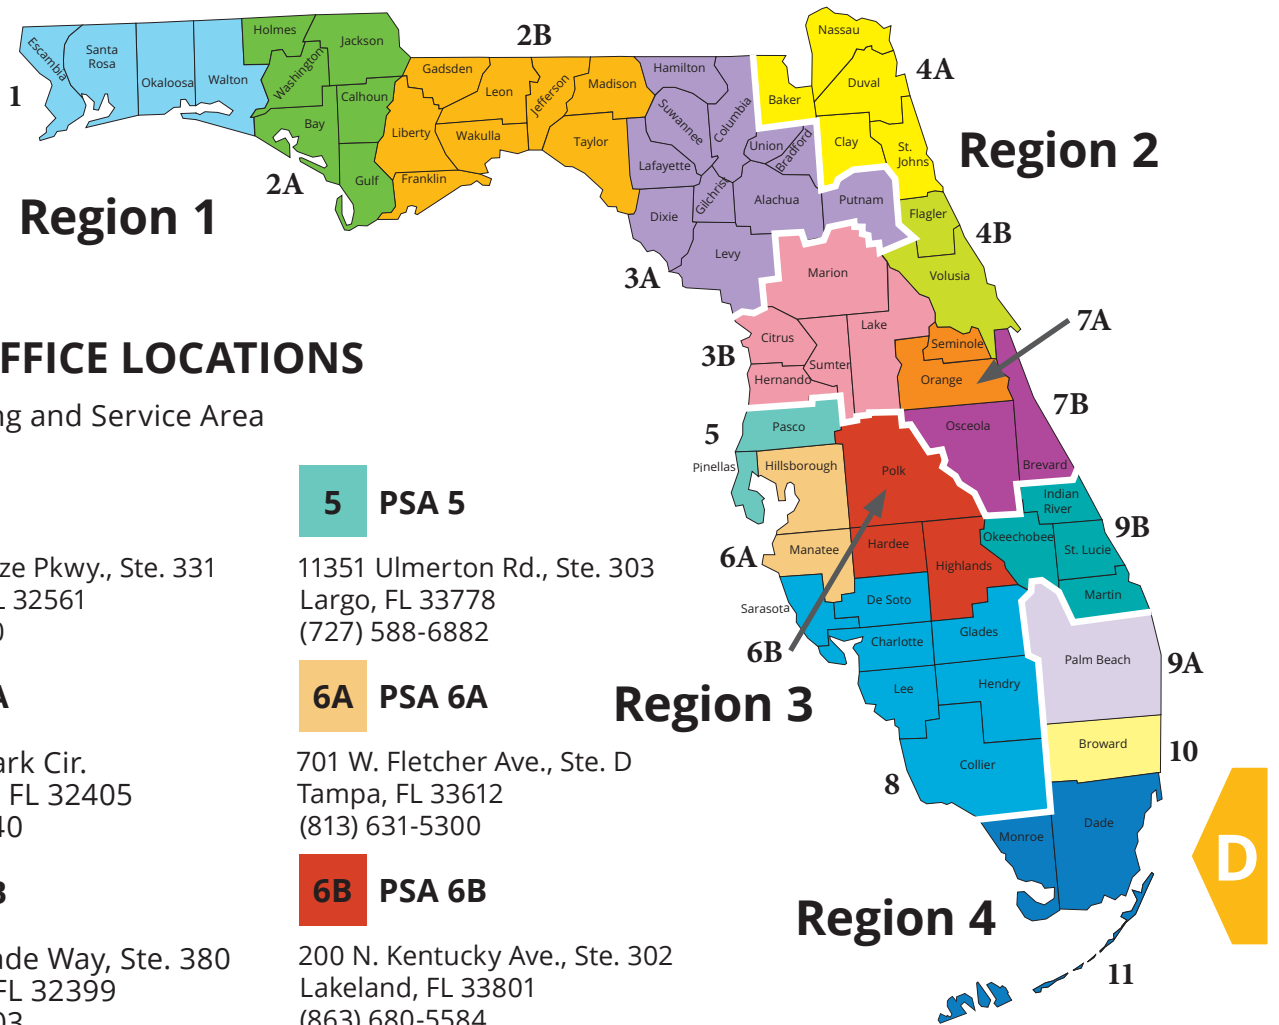 1
Escambia
Santa
Rosa
Okaloosa
Walton
Holmes
Washington
Jackson
Calhoun
Bay
Gulf
2A
2B
Gadsden
Leon
Jefferson
Madison
Liberty
Wakulla
Franklin
Taylor
Hamilton
Suwannee
Columbia
Lafayette
Union
Bradford
Gilchrist
Alachua
Dixie
Levy
Putnam
3A
Nassau
Duval
Baker
Clay
St.
Johns
4A
Region 2
Region 1
Flagler
Volusia
4B
Marion
Citrus
Sumter
Lake
Hernando
3B
Seminole
Orange
7A
Osceola
Brevard
7B
FFICE LOCATIONS
ng and Service Area
5
Pasco
Pinellas
Hillsborough
Manatee
6A
Polk
Hardee
Highlands
6B
Indian
River
Okeechobee
St. Lucie
Martin
9B
Sarasota
De Soto
Charlotte
Glades
Lee
Hendry
Collier
8
Region 3
Palm Beach
9A
Broward
10
Monroe
Dade
11
Region 4
D
ze Pkwy., Ste. 331
L 32561
0
A
ark Cir.
FL 32405
40
B
ade Way, Ste. 380
FL 32399
03
5 PSA 5
11351 Ulmerton Rd., Ste. 303
Largo, FL 33778
(727) 588-6882
6A PSA 6A
701 W. Fletcher Ave., Ste. D
Tampa, FL 33612
(813) 631-5300
6B PSA 6B
200 N. Kentucky Ave., Ste. 302
Lakeland, FL 33801
(863) 680-5584